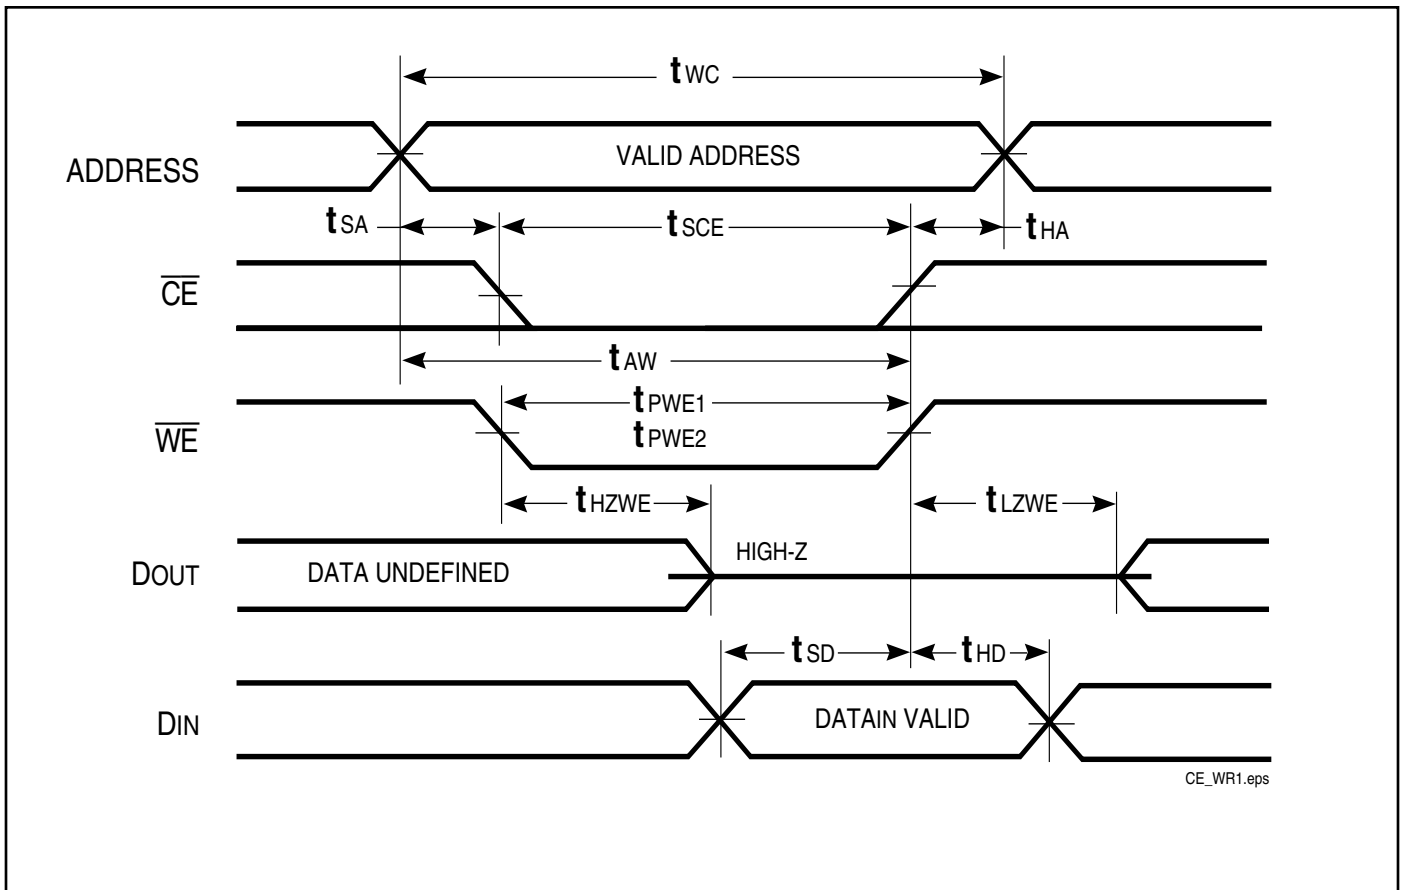 tWC
ADDRESS
VALID ADDRESS
tSA
tSCE
tHA
CE
tAW
tPWE1
WE
tPWE2
tHZWE
tLZWE
HIGH-Z
DOUT
DATA UNDEFINED
tSD
tHD
DIN
DATAIN VALID
CE_WR1.eps